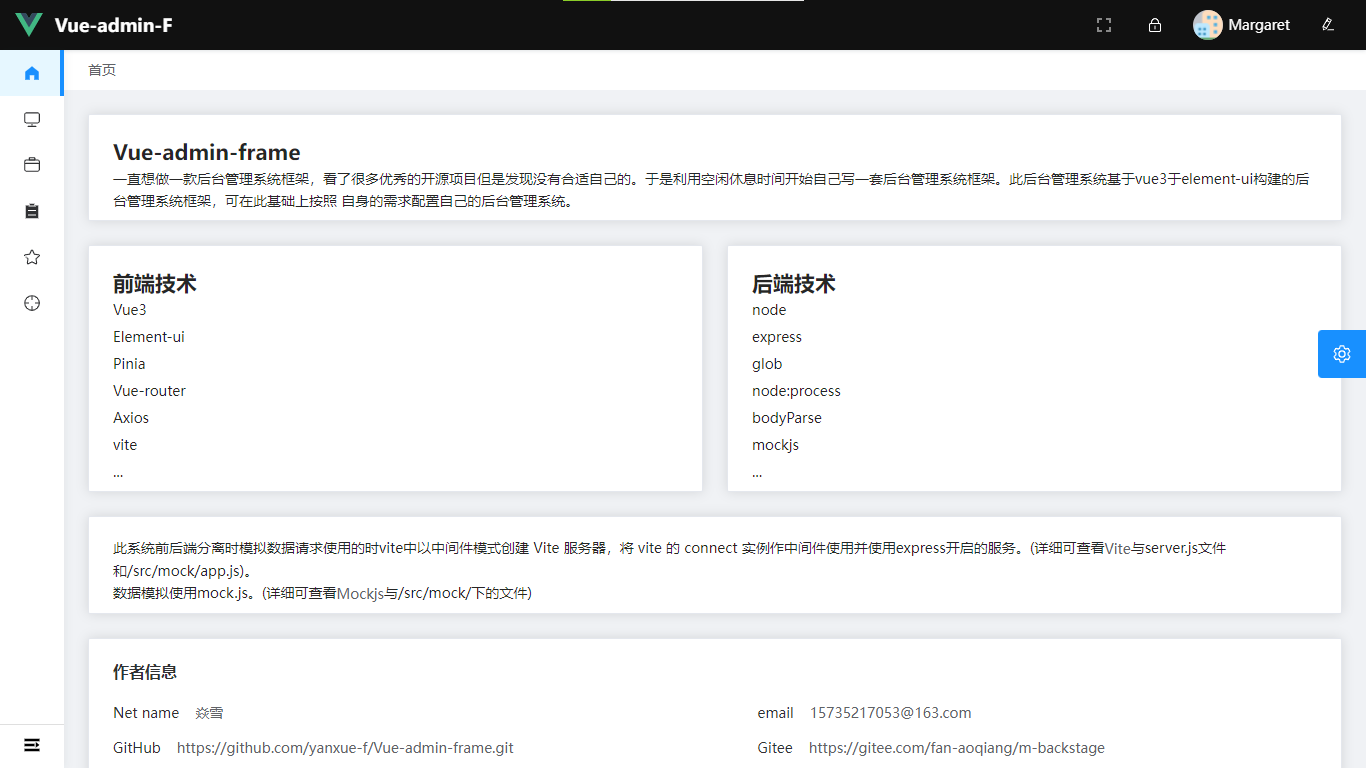 Vue-admin-F
Margaret
首页
Vue-admin-frame
一直想做一款后台管理系统框架，看了很多优秀的开源项目但是发现没有合适自己的。于是利用空闲休息时间开始自己写一套后台管理系统框架。此后台管理系统基于vue3于element-ui构建的后
台管理系统框架，可在此基础上按照 自身的需求配置自己的后台管理系统。
前端技术
Vue3
Element-ui
Pinia
Vue-router
Axios
vite
...
后端技术
node
express
glob
node:process
bodyParse
mockjs
...
此系统前后端分离时模拟数据请求使用的时vite中以中间件模式创建 Vite 服务器，将 vite 的 connect 实例作中间件使用并使用express开启的服务。(详细可查看Vite与server.js文件
和/src/mock/app.js)。
数据模拟使用mock.js。(详细可查看Mockjs与/src/mock/下的文件)
作者信息
Net name 焱雪
email 15735217053@163.com
GitHub https://github.com/yanxue-f/Vue-admin-frame.git
Gitee https://gitee.com/fan-aoqiang/m-backstage